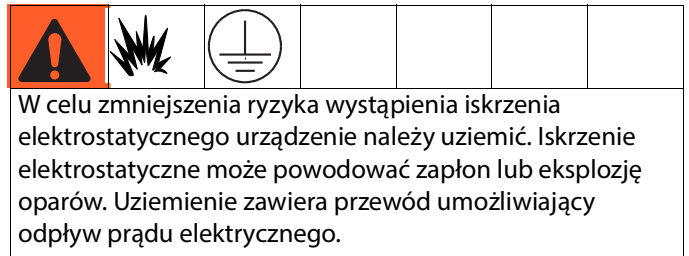 W celu zmniejszenia ryzyka wystąpienia iskrzenia
elektrostatycznego urządzenie należy uziemić. Iskrzenie
elektrostatyczne może powodować zapłon lub eksplozję
oparów. Uziemienie zawiera przewód umożliwiający
odpływ prądu elektrycznego.